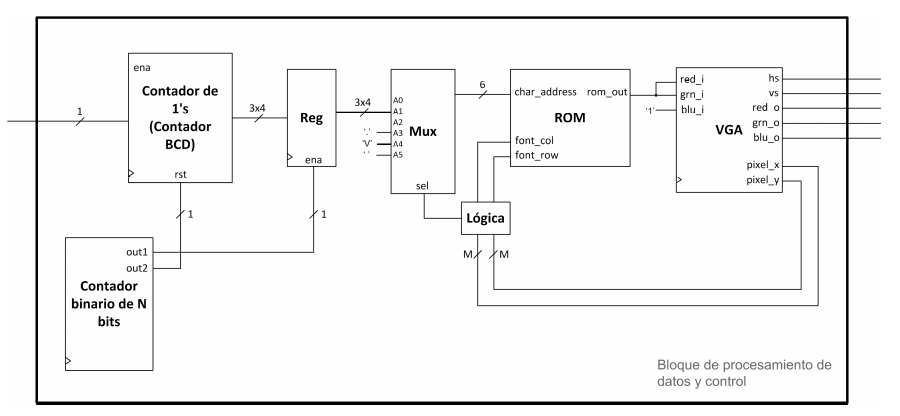 ena
Contador de
1's
(Contador
BCD)
rst
1
3x4
Reg
ena
3x4
A0
A1
A2
A3
A4
A5
'.'
'V'
' '
Mux
sel
6
char_address
rom_out
ROM
font_col
font_row
Lógica
M
M
red_i
grn_i
blu_i
'1'
VGA
hs
vs
red_o
grn_o
blu_o
pixel_x
pixel_y
1
1
out1
out2
Contador
binario de N
bits
Bloque de procesamiento de
datos y control